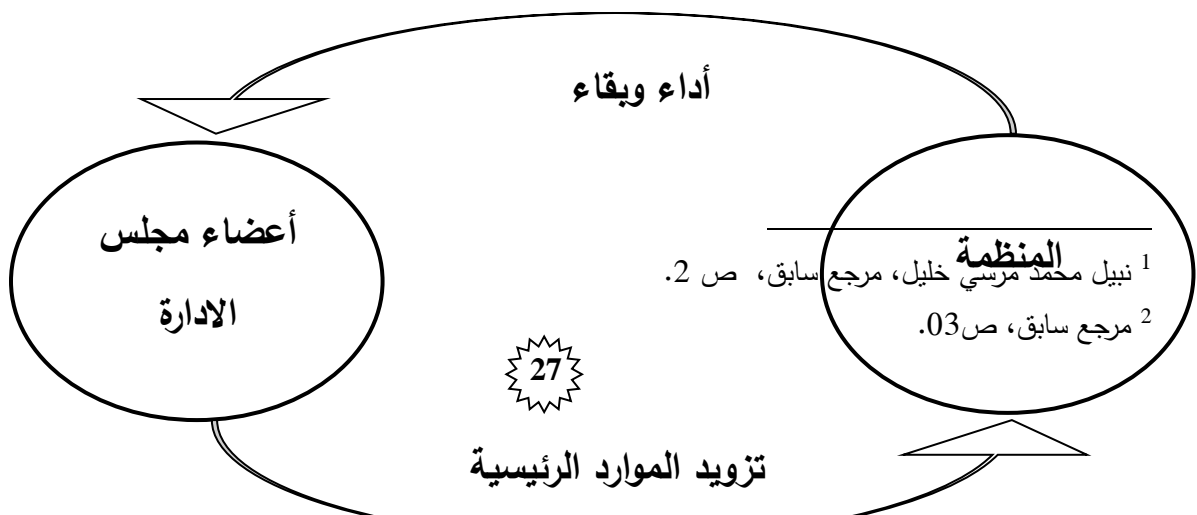 أداء وبقاء
أعضاء مجلس
الادارة
المنظمة
1 نبيل محمد مرسي خليل، مرجع سابق، ص 2.
2 مرجع سابق، ص03.
27
تزويد الموارد الرئيسية